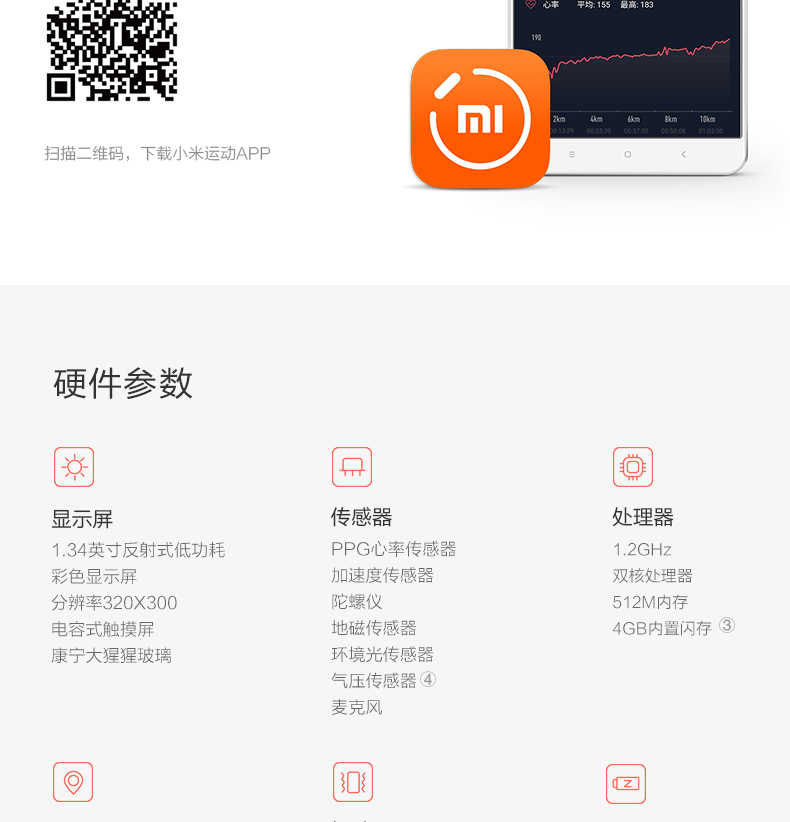 心率 平均: 155 最高: 183
190
2km 4km 6km 8km 10km
00:13:29 00:25:39 00:37:50 00:50:09 01:02:00
mi
扫描二维码，下载小米运动APP
硬件参数
显示屏
1.34英寸反射式低功耗
彩色显示屏
分辨率320X300
电容式触摸屏
康宁大猩猩玻璃
传感器
PPG心率传感器
加速度传感器
陀螺仪
地磁传感器
环境光传感器
气压传感器④
麦克风
处理器
1.2GHz
双核处理器
512M内存
4GB内置闪存 ③